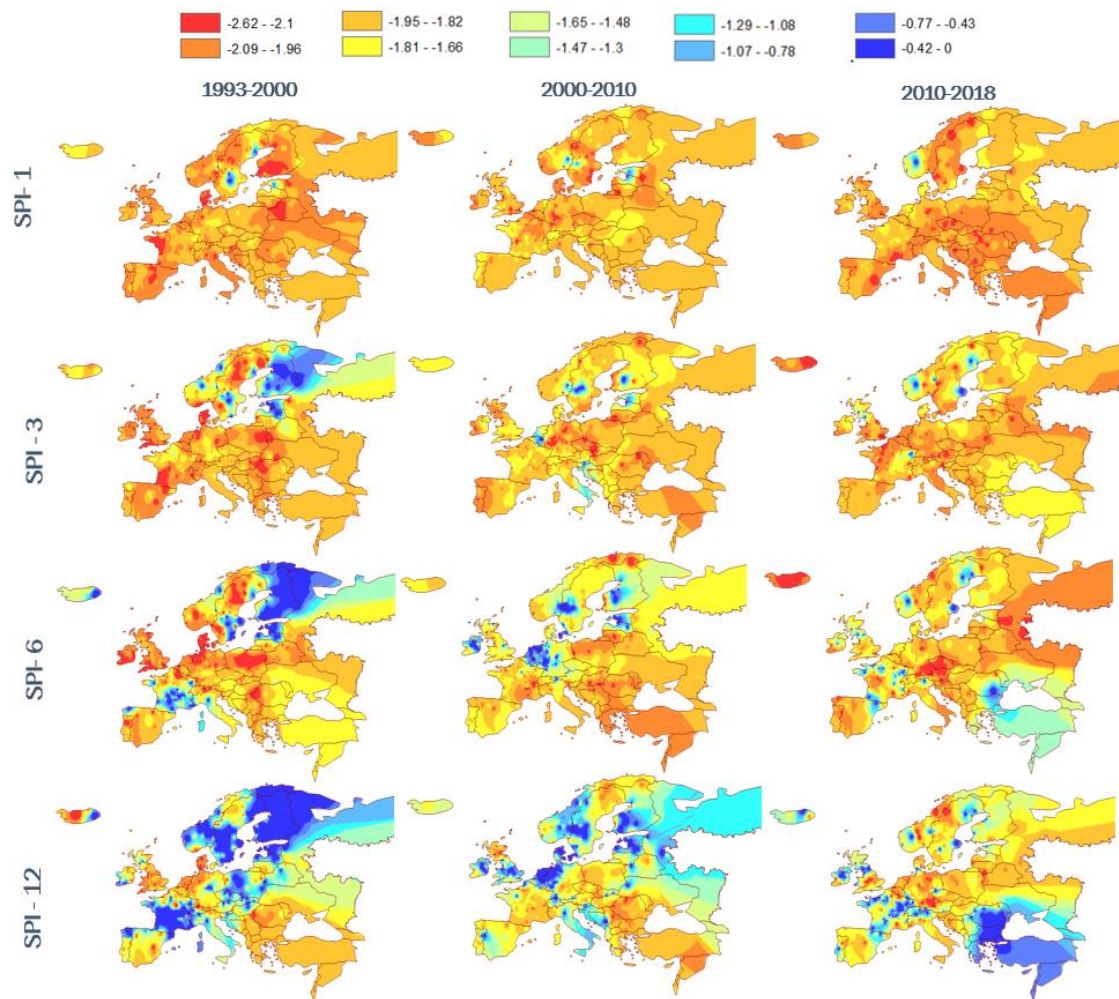 -2.62 - -2.1
-1.95 - -1.82
-1.65 - -1.48
-1.29 - -1.08
-0.77 - -0.43
-2.09 - -1.96
-1.81 - -1.66
-1.47 - -1.3
-1.07 - -0.78
-0.42 - 0
1993-2000
2000-2010
2010-2018
SPI- 1
SPI - 3
SPI- 6
SPI - 12